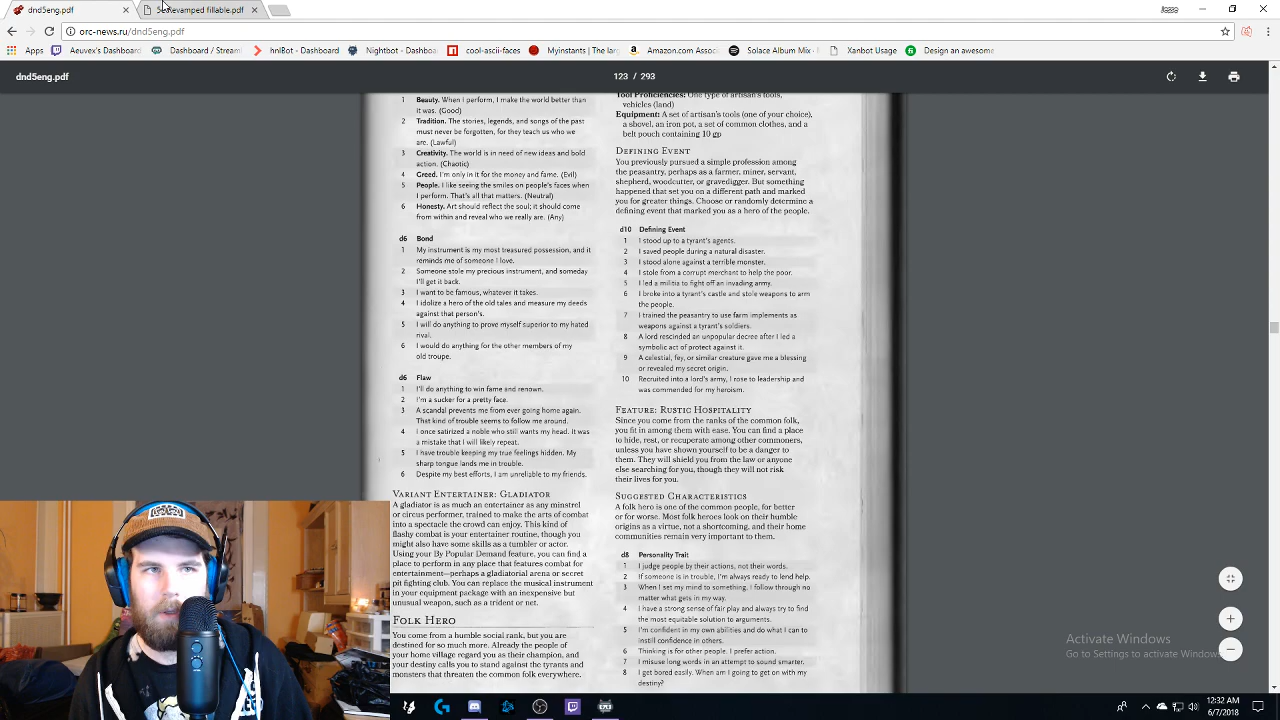 dnd5eng.pdf
Revamped fillable.pdf
orc-news.ru/dnd5eng.pdf
Apps
Aeuvex's Dashboard
Dashboard / Stream
hnlBot - Dashboard
Nightbot - Dashboard
cool-ascii-faces
Myinstants | The larg
Amazon.com Associ
Solace Album Mix -
Xanbot Usage
Design an awesome
dnd5eng.pdf
123 / 293
1 Beauty. When I perform, I make the world better than
it was. (Good)
2 Tradition. The stories, legends, and songs of the past
must never be forgotten, for they teach us who we
are. (Lawful)
3 Creativity. The world is in need of new ideas and bold
action. (Chaotic)
4 Greed. I'm only in it for the money and fame. (Evil)
5 People. I like seeing the smiles on people's faces when
I perform. That's all that matters. (Neutral)
6 Honesty. Art should reflect the soul; it should come
from within and reveal who we really are. (Any)
d6 Bond
1 My instrument is my most treasured possession, and it
reminds me of someone I love.
2 Someone stole my precious instrument, and someday
I'll get it back.
3 I want to be famous, whatever it takes.
4 I idolize a hero of the old tales and measure my deeds
against that person's.
5 I will do anything to prove myself superior to my hated
rival.
6 I would do anything for the other members of my
old troupe.
d6 Flaw
1 I'll do anything to win fame and renown.
2 I'm a sucker for a pretty face.
3 A scandal prevents me from ever going home again.
That kind of trouble seems to follow me around.
4 I once satirized a noble who still wants my head. It was
a mistake that I will likely repeat.
5 I have trouble keeping my true feelings hidden. My
sharp tongue lands me in trouble.
6 Despite my best efforts, I am unreliable to my friends.
Variant Entertainer: Gladiator
A gladiator is as much an entertainer as any minstrel
or circus performer, trained to make the arts of combat
into a spectacle the crowd can enjoy. This kind of
flashy combat is your entertainer routine, though you
might also have some skills as a tumbler or actor.
Using your By Popular Demand feature, you can find a
place to perform in any place that features combat for
entertainment—perhaps a gladiatorial arena or secret
pit fighting club. You can replace the musical instrument
in your equipment package with an inexpensive but
unusual weapon, such as a trident or net.
Folk Hero
You come from a humble social rank, but you are
destined for so much more. Already the people of
your home village regard you as their champion, and
your destiny calls you to stand against the tyrants and
monsters that threaten the common folk everywhere.
Tool Proficiencies: One type of artisan's tools,
vehicles (land)
Equipment: A set of artisan's tools (one of your choice),
a shovel, an iron pot, a set of common clothes, and a
belt pouch containing 10 gp
Defining Event
You previously pursued a simple profession among
the peasantry, perhaps as a farmer, miner, servant,
shepherd, woodcutter, or gravedigger. But something
happened that set you on a different path and marked
you for greater things. Choose or randomly determine a
defining event that marked you as a hero of the people.
d10 Defining Event
1 I stood up to a tyrant's agents.
2 I saved people during a natural disaster.
3 I stood alone against a terrible monster.
4 I stole from a corrupt merchant to help the poor.
5 I led a militia to fight off an invading army.
6 I broke into a tyrant's castle and stole weapons to arm
the people.
7 I trained the peasantry to use farm implements as
weapons against a tyrant's soldiers.
8 A lord rescinded an unpopular decree after I led a
symbolic act of protect against it.
9 A celestial, fey, or similar creature gave me a blessing
or revealed my secret origin.
10 Recruited into a lord's army, I rose to leadership and
was commended for my heroism.
Feature: Rustic Hospitality
Since you come from the ranks of the common folk,
you fit in among them with ease. You can find a place
to hide, rest, or recuperate among other commoners,
unless you have shown yourself to be a danger to
them. They will shield you from the law or anyone
else searching for you, though they will not risk
their lives for you.
Suggested Characteristics
A folk hero is one of the common people, for better
or for worse. Most folk heroes look on their humble
origins as a virtue, not a shortcoming, and their home
communities remain very important to them.
d8 Personality Trait
1 I judge people by their actions, not their words.
2 If someone is in trouble, I'm always ready to lend help.
3 When I set my mind to something, I follow through no
matter what gets in my way.
4 I have a strong sense of fair play and always try to find
the most equitable solution to arguments.
5 I'm confident in my own abilities and do what I can to
instill confidence in others.
6 Thinking is for other people. I prefer action.
7 I misuse long words in an attempt to sound smarter.
8 I get bored easily. When am I going to get on with my
destiny?
Activate Windows
Go to Settings to activate Windows.
12:32 AM
6/7/2018